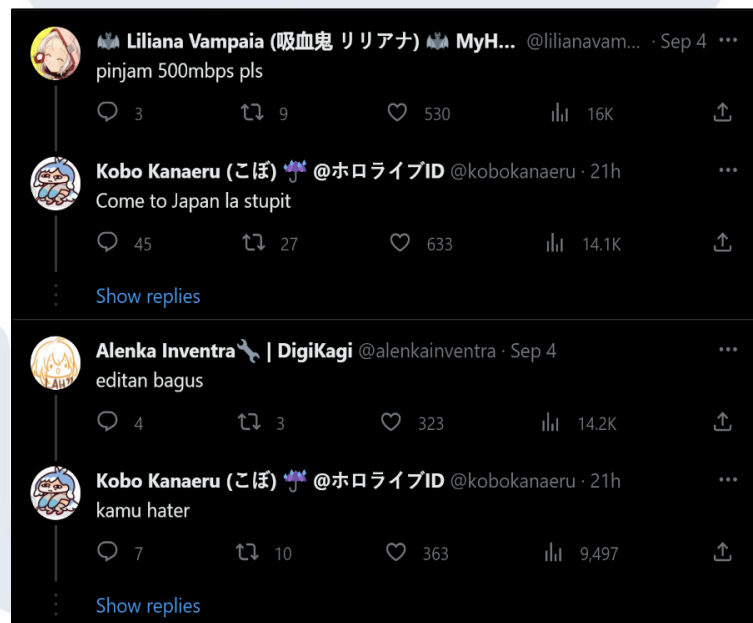 🦇 Liliana Vampaia (吸血鬼 リリアナ) 🦇 MyH... @lilianavam... · Sep 4
pinjam 500mbps pls
3 9 530 16K
Kobo Kanaeru (こぼ) ☔ @ホロライブID @kobokanaeru · 21h
Come to Japan la stupit
45 27 633 14.1K
Show replies
Alenka Inventra🔧 | DigiKagi @alenkainventra · Sep 4
editan bagus
4 3 323 14.2K
Kobo Kanaeru (こぼ) ☔ @ホロライブID @kobokanaeru · 21h
kamu hater
7 10 363 9,497
Show replies